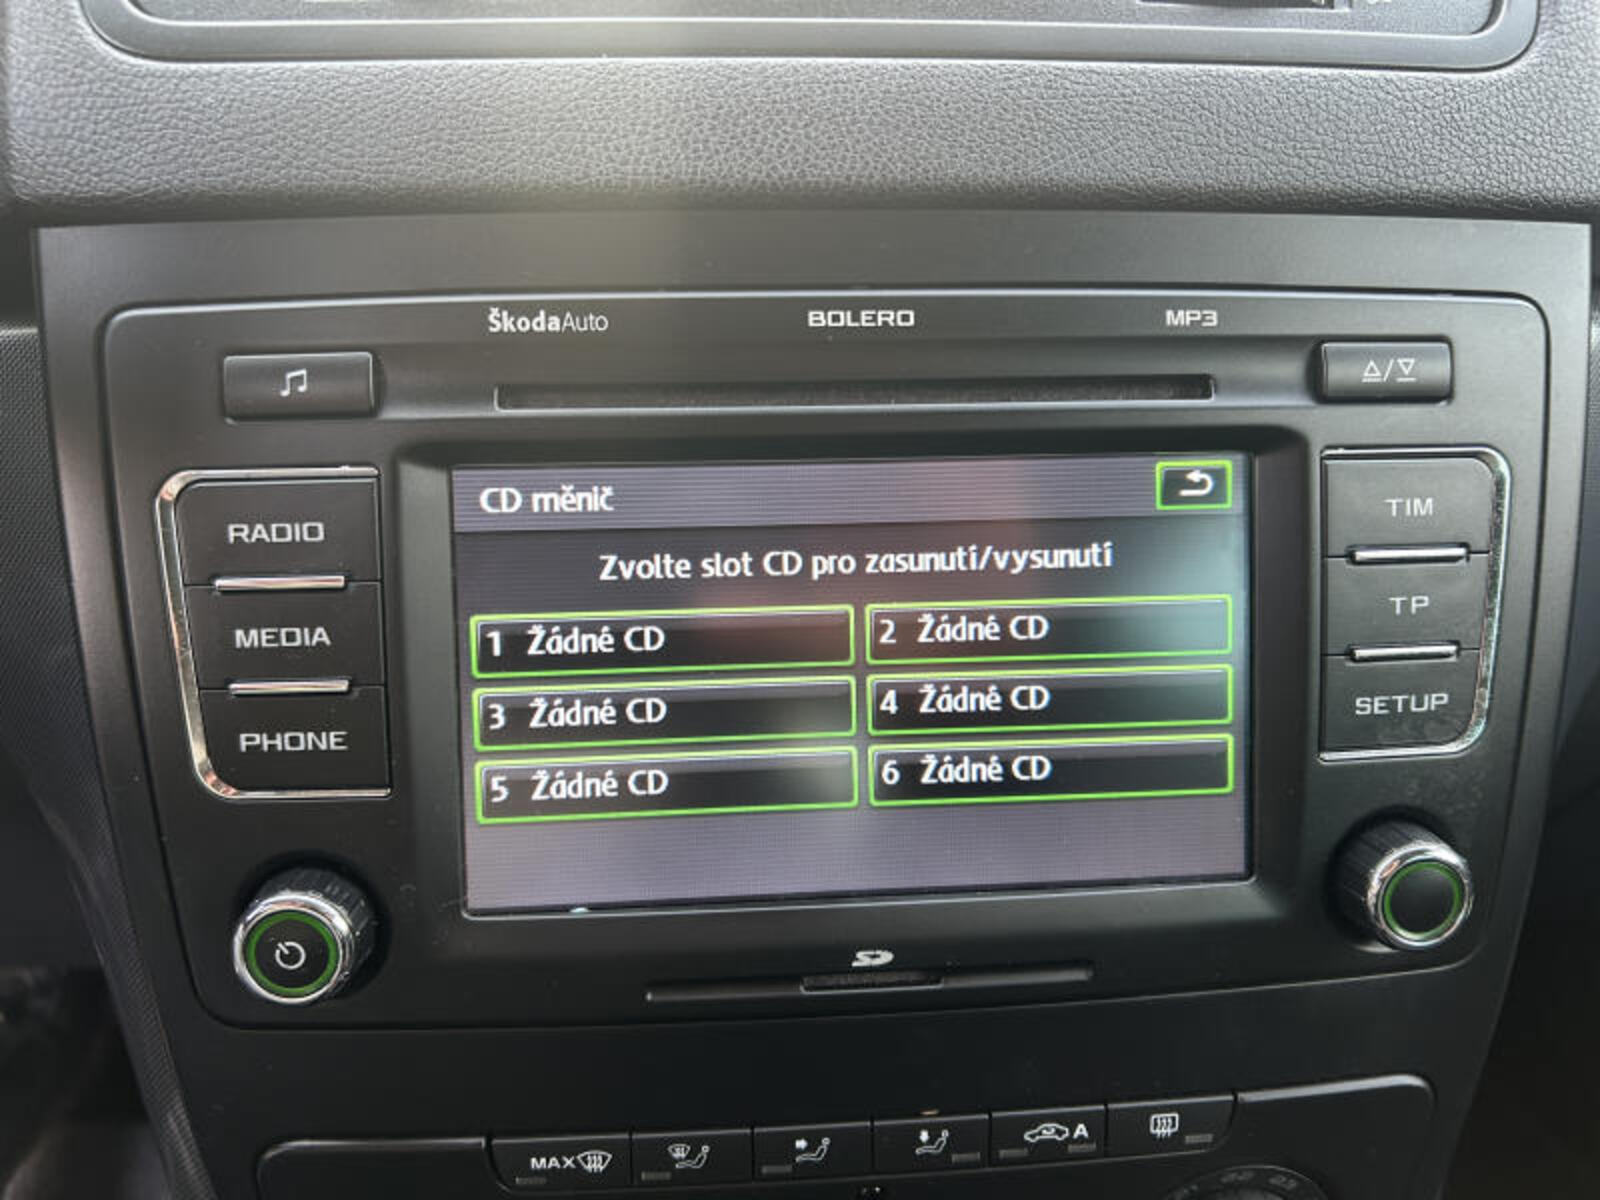 ŠkodaAuto BOLERO MP3
RADIO
MEDIA
PHONE
CD měnič
Zvolte slot CD pro zasunutí/vysunutí
1 Žádné CD
2 Žádné CD
3 Žádné CD
4 Žádné CD
5 Žádné CD
6 Žádné CD
TIM
TP
SETUP
SD
MAX
A